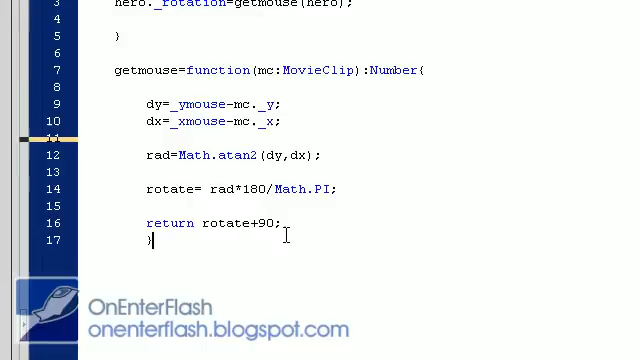 3 hero._rotation=getmouse(hero);
4
5 }
6
7 getmouse=function(mc:MovieClip):Number{
8
9 dy=_ymouse-mc._y;
10 dx=_xmouse-mc._x;
11
12 rad=Math.atan2(dy,dx);
13
14 rotate= rad*180/Math.PI;
15
16 return rotate+90;
17 }
OnEnterFlash
onenterflash.blogspot.com